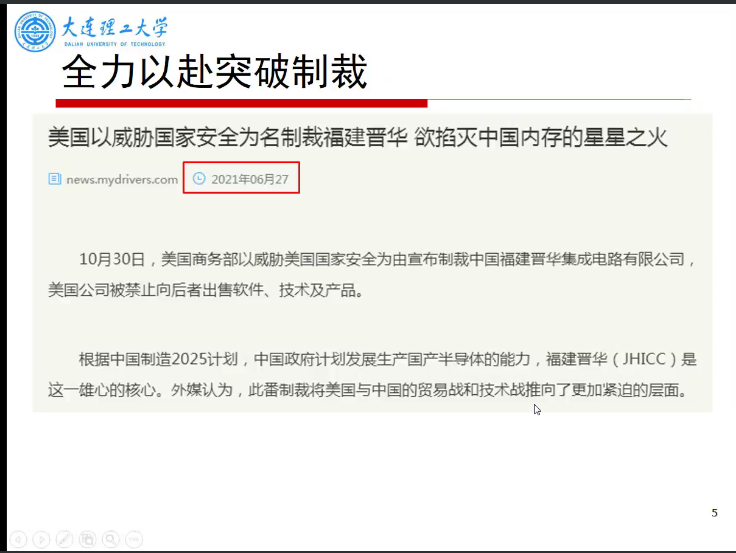 大连理工大学
DALIAN UNIVERSITY OF TECHNOLOGY
全力以赴突破制裁
美国以威胁国家安全为名制裁福建晋华 欲掐灭中国内存的星星之火
news.mydrivers.com 2021年06月27
10月30日，美国商务部以威胁美国国家安全为由宣布制裁中国福建晋华集成电路有限公司，
美国公司被禁止向后者出售软件、技术及产品。
根据中国制造2025计划，中国政府计划发展生产国产半导体的能力，福建晋华（JHICC）是
这一雄心的核心。外媒认为，此番制裁将美国与中国的贸易战和技术战推向了更加紧迫的层面。
5